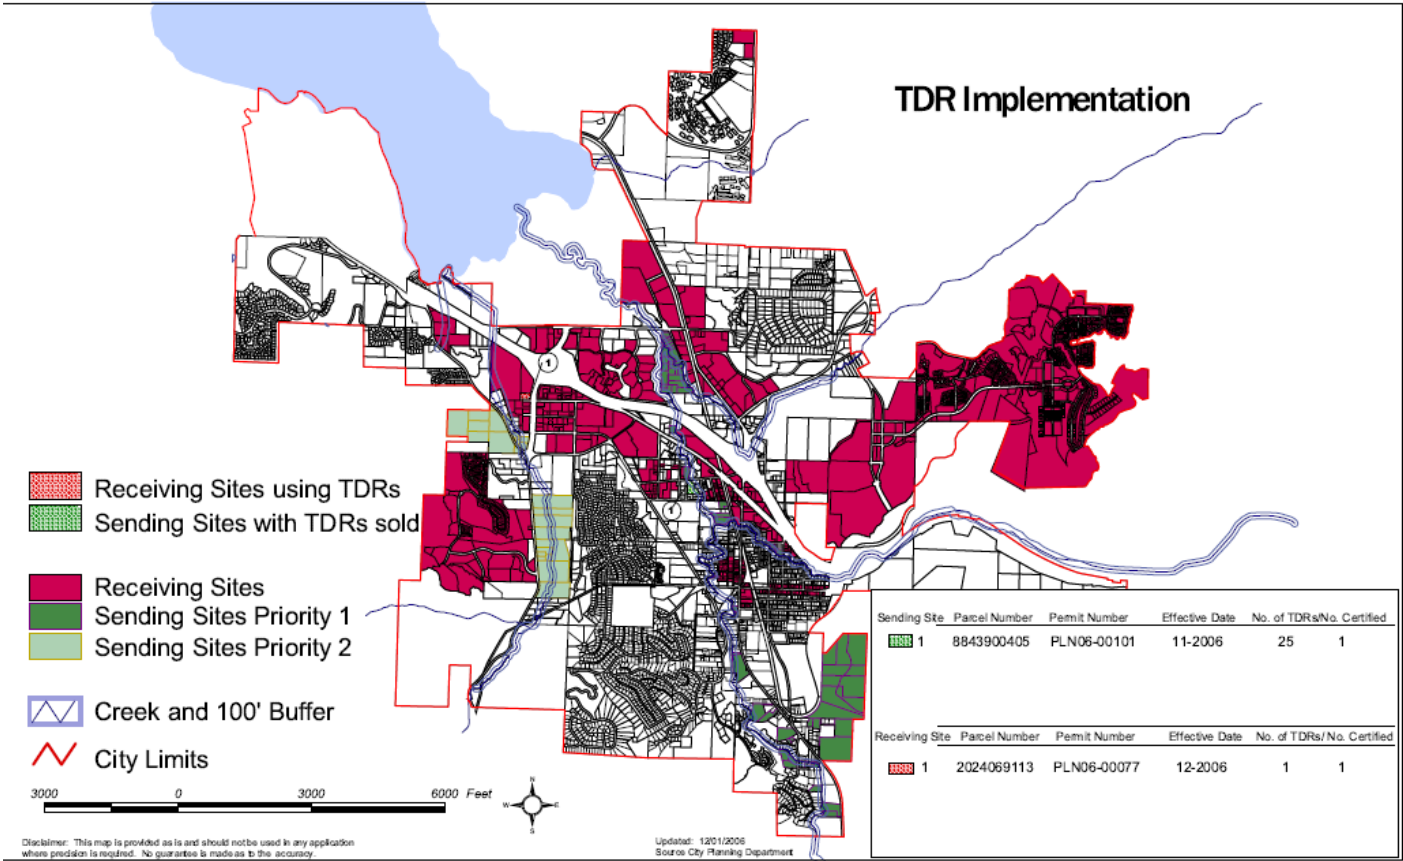 TDR Implementation
1
1
Receiving Sites using TDRs
Sending Sites with TDRs sold
Receiving Sites
Sending Sites Priority 1
Sending Sites Priority 2
Creek and 100' Buffer
City Limits
3000 0 3000 6000 Feet
N
W E
S
Disclaimer: This map is provided as is and should not be used in any application
where precision is required. No guarantee is made as to the accuracy.
Updated: 12/01/2006
Source City Planning Department
Sending Site Parcel Number Permit Number Effective Date No. of TDRs/No. Certified
1 8843900405 PLN06-00101 11-2006 25 1
Receiving Site Parcel Number Permit Number Effective Date No. of TDRs/ No. Certified
1 2024069113 PLN06-00077 12-2006 1 1